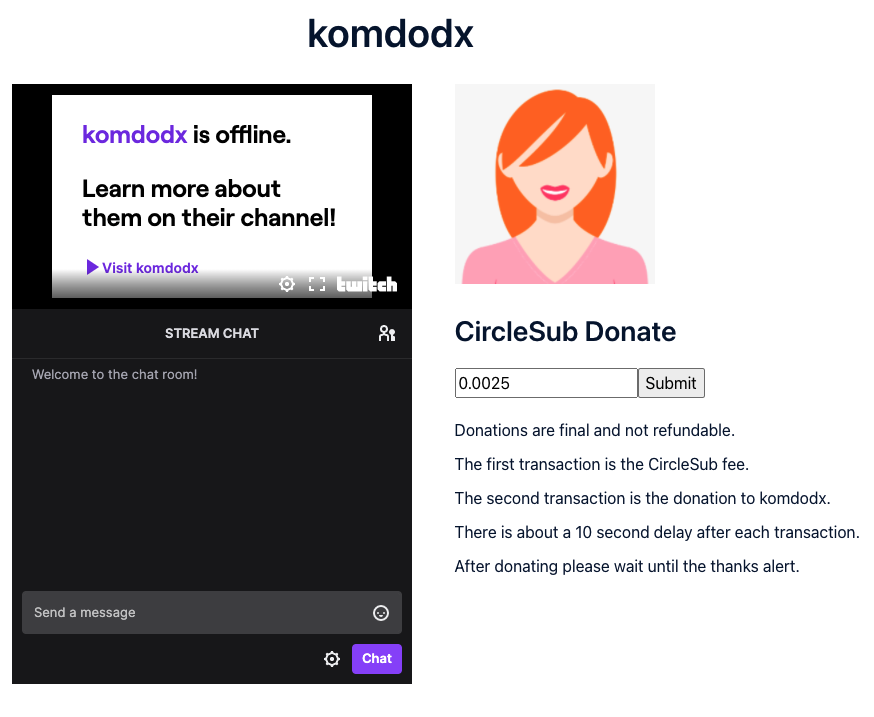 komdodx
komdodx is offline.
Learn more about
them on their channel!
Visit komdodx
twitch
STREAM CHAT
Welcome to the chat room!
Send a message
Chat
CircleSub Donate
0.0025
Submit
Donations are final and not refundable.
The first transaction is the CircleSub fee.
The second transaction is the donation to komdodx.
There is about a 10 second delay after each transaction.
After donating please wait until the thanks alert.